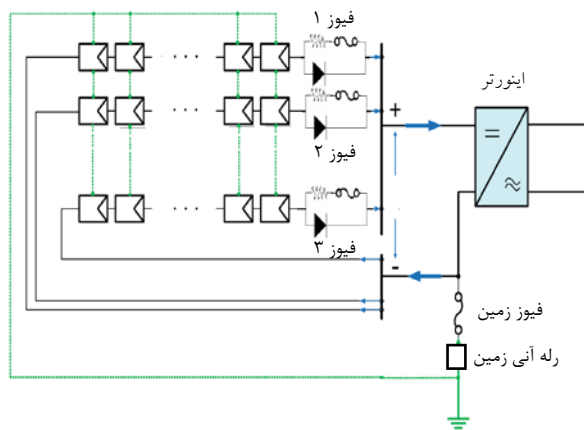 فیوز ۱
اینورتر
+
فیوز ۲
فیوز ۳
-
فیوز زمین
رله آنی زمین